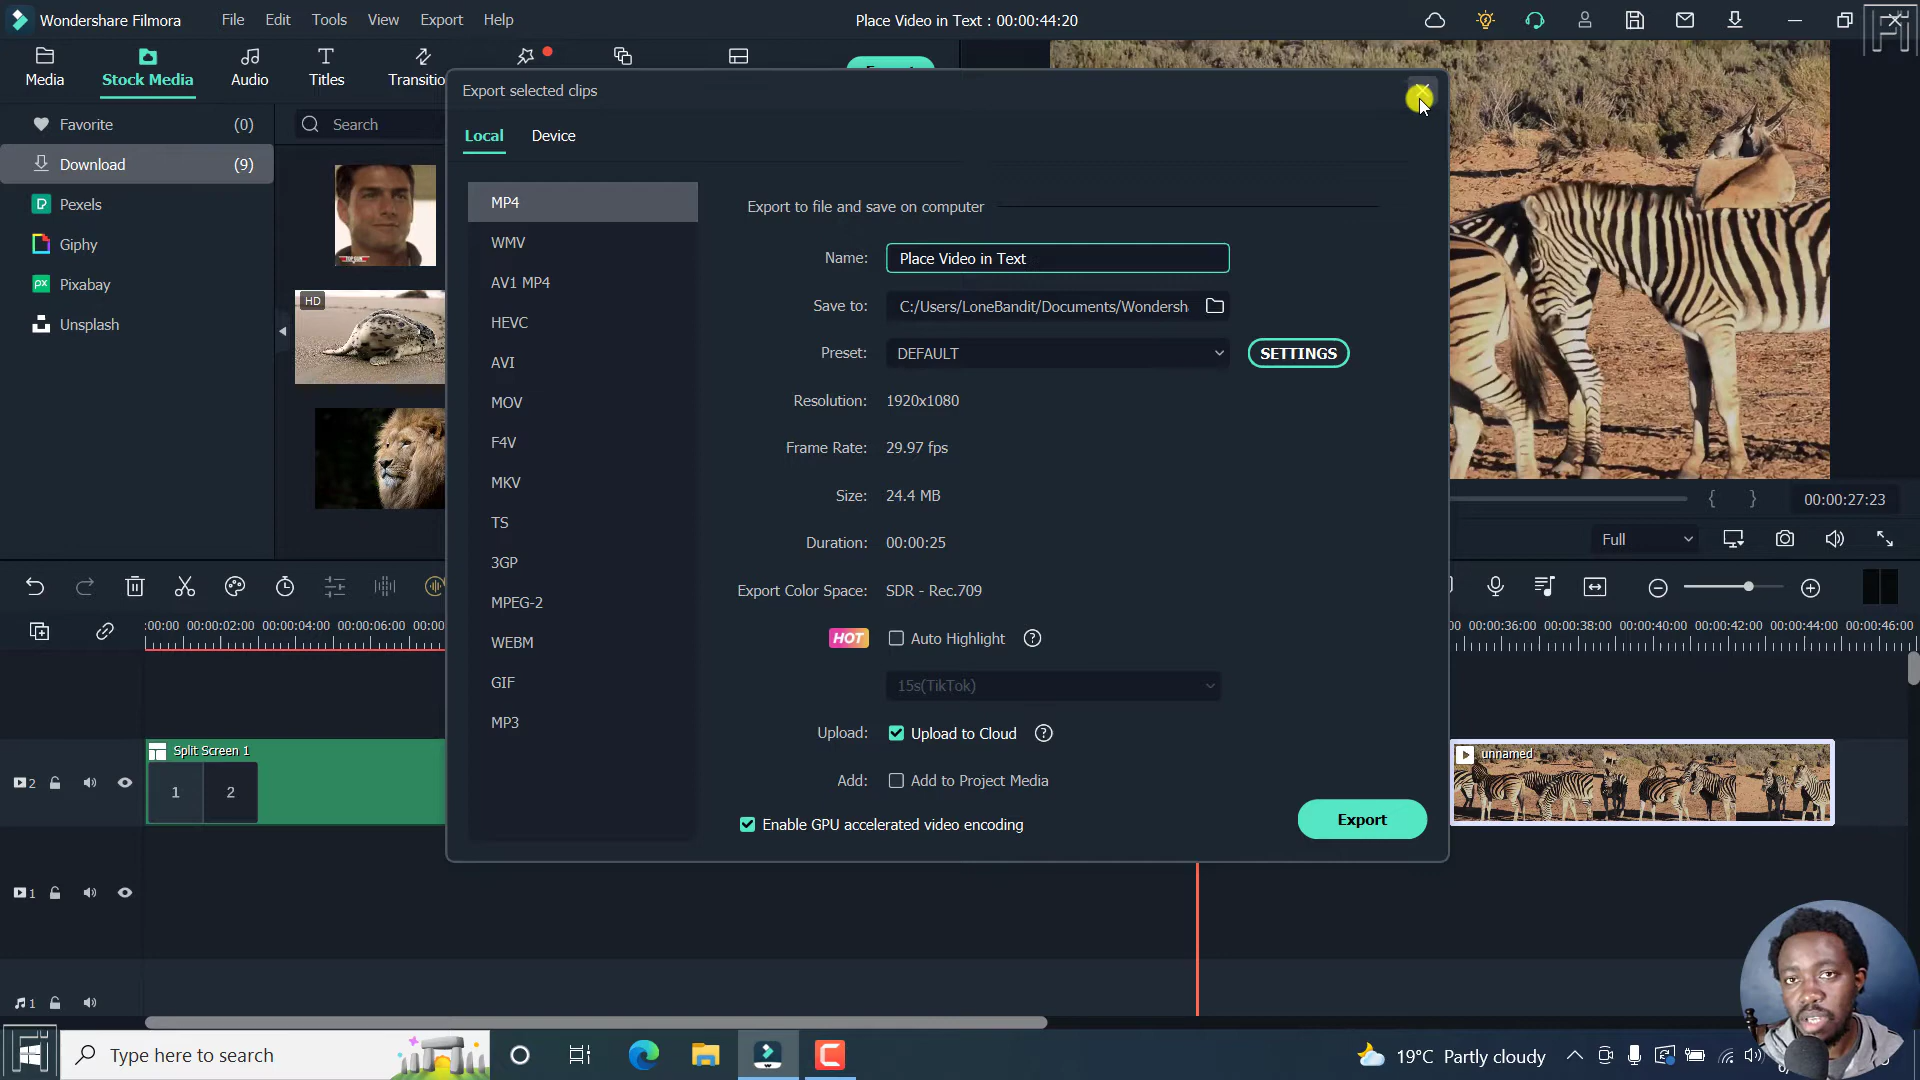 Wondershare Filmora File Edit Tools View Export Help Place Video in Text : 00:00:44:20
Media Stock Media Audio Titles Transitio
Favorite (0) Search
Download (9)
Pexels
Giphy
Pixabay
Unsplash
HD
Export selected clips
Local Device
MP4
WMV
AV1 MP4
HEVC
AVI
MOV
F4V
MKV
TS
3GP
MPEG-2
WEBM
GIF
MP3
Export to file and save on computer
Name: Place Video in Text
Save to: C:/Users/LoneBandit/Documents/Wondersh
Preset: DEFAULT SETTINGS
Resolution: 1920x1080
Frame Rate: 29.97 fps
Size: 24.4 MB
Duration: 00:00:25
Export Color Space: SDR - Rec.709
HOT Auto Highlight
15s(TikTok)
Upload: Upload to Cloud
Add: Add to Project Media
Enable GPU accelerated video encoding Export
{ } 00:00:27:23
Full
:00:00 00:00:02:00 00:00:04:00 00:00:06:00 00:0 00 00:00:36:00 00:00:38:00 00:00:40:00 00:00:42:00 00:00:44:00 00:00:46:00
Split Screen 1 unnamed
2 1 2
1
1
Type here to search 19°C Partly cloudy